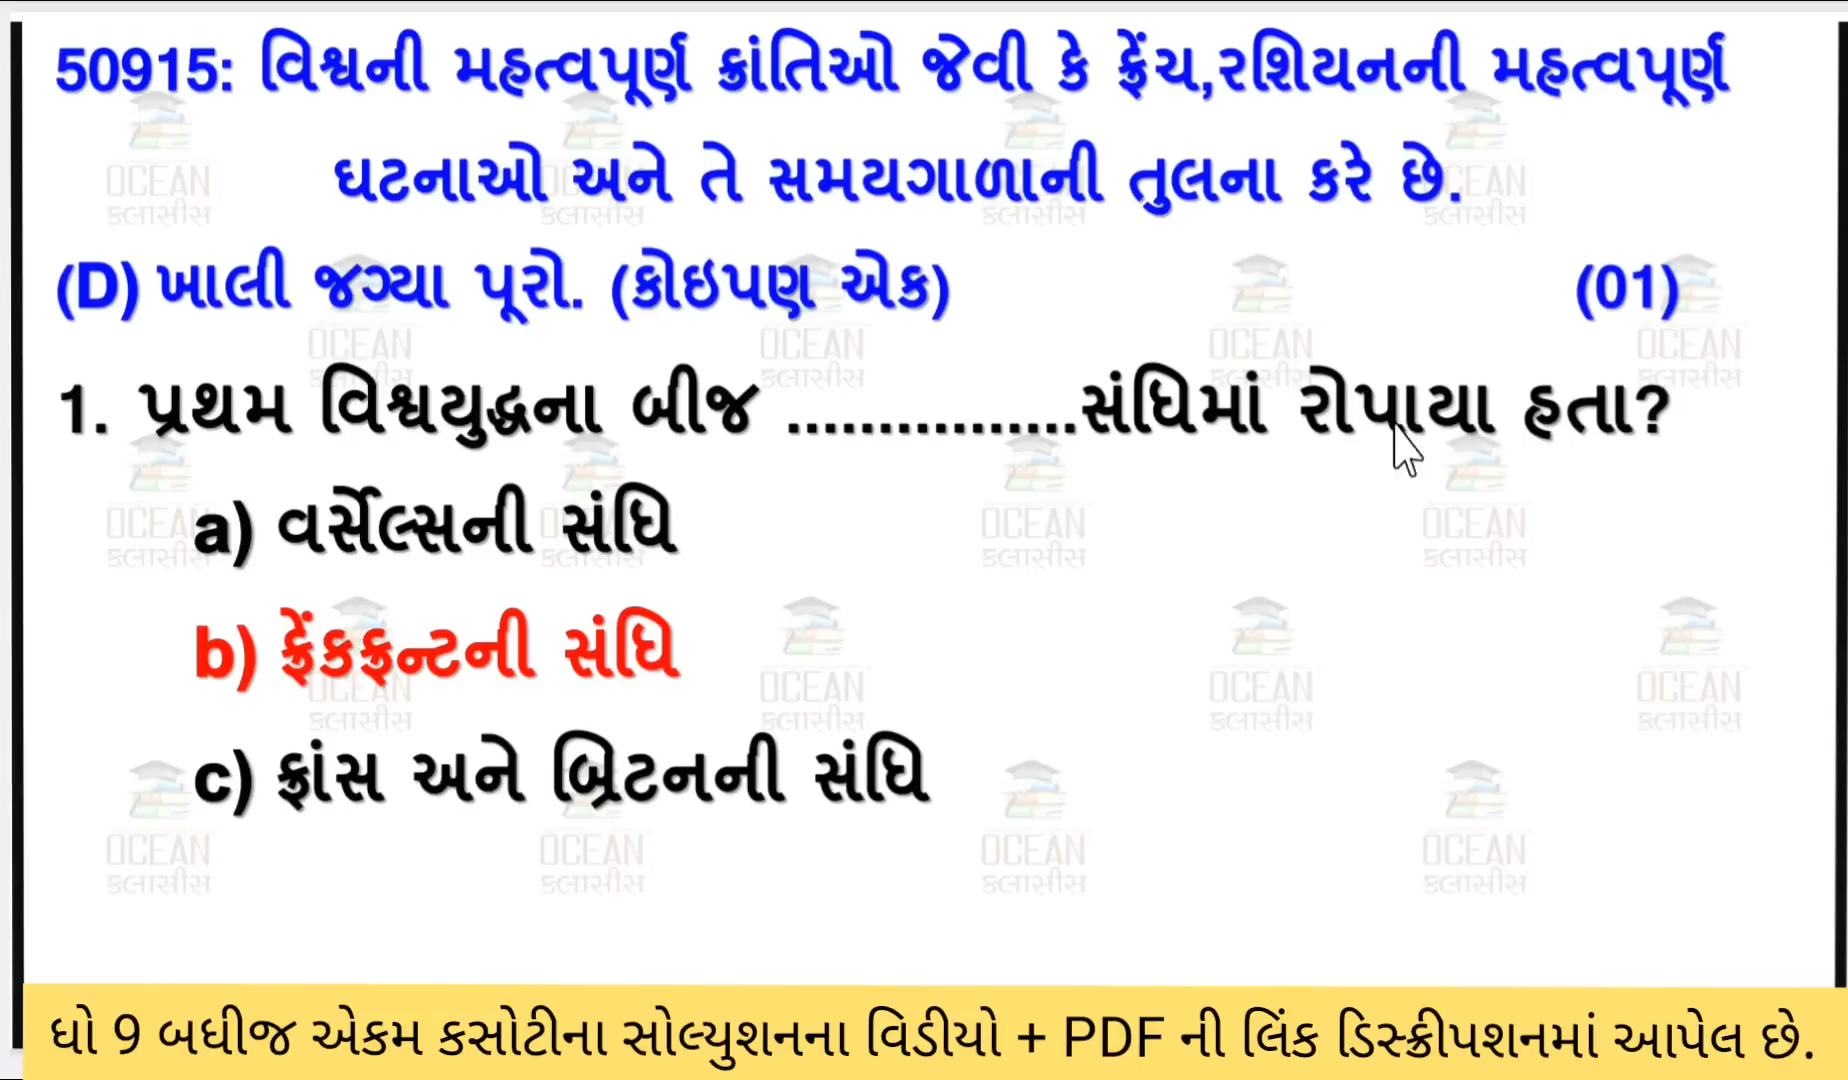 50915: વિશ્વની મહત્વપૂર્ણ ક્રાંતિઓ જેવી કે ફ્રેંચ,રશિયનની મહત્વપૂર્ણ
ઘટનાઓ અને તે સમયગાળાની તુલના કરે છે.
(D) ખાલી જગ્યા પૂરો. (કોઇપણ એક) (01)
1. પ્રથમ વિશ્વયુદ્ધના બીજ ................સંધિમાં રોપાયા હતા?
a) વર્સેલ્સની સંધિ
b) ફ્રેંકફ્રન્ટની સંધિ
c) ફ્રાંસ અને બ્રિટનની સંધિ
OCEAN
ક્લાસીસ
ધો 9 બધીજ એકમ કસોટીના સોલ્યુશનના વિડીયો + PDF ની લિંક ડિસ્ક્રીપશનમાં આપેલ છે.